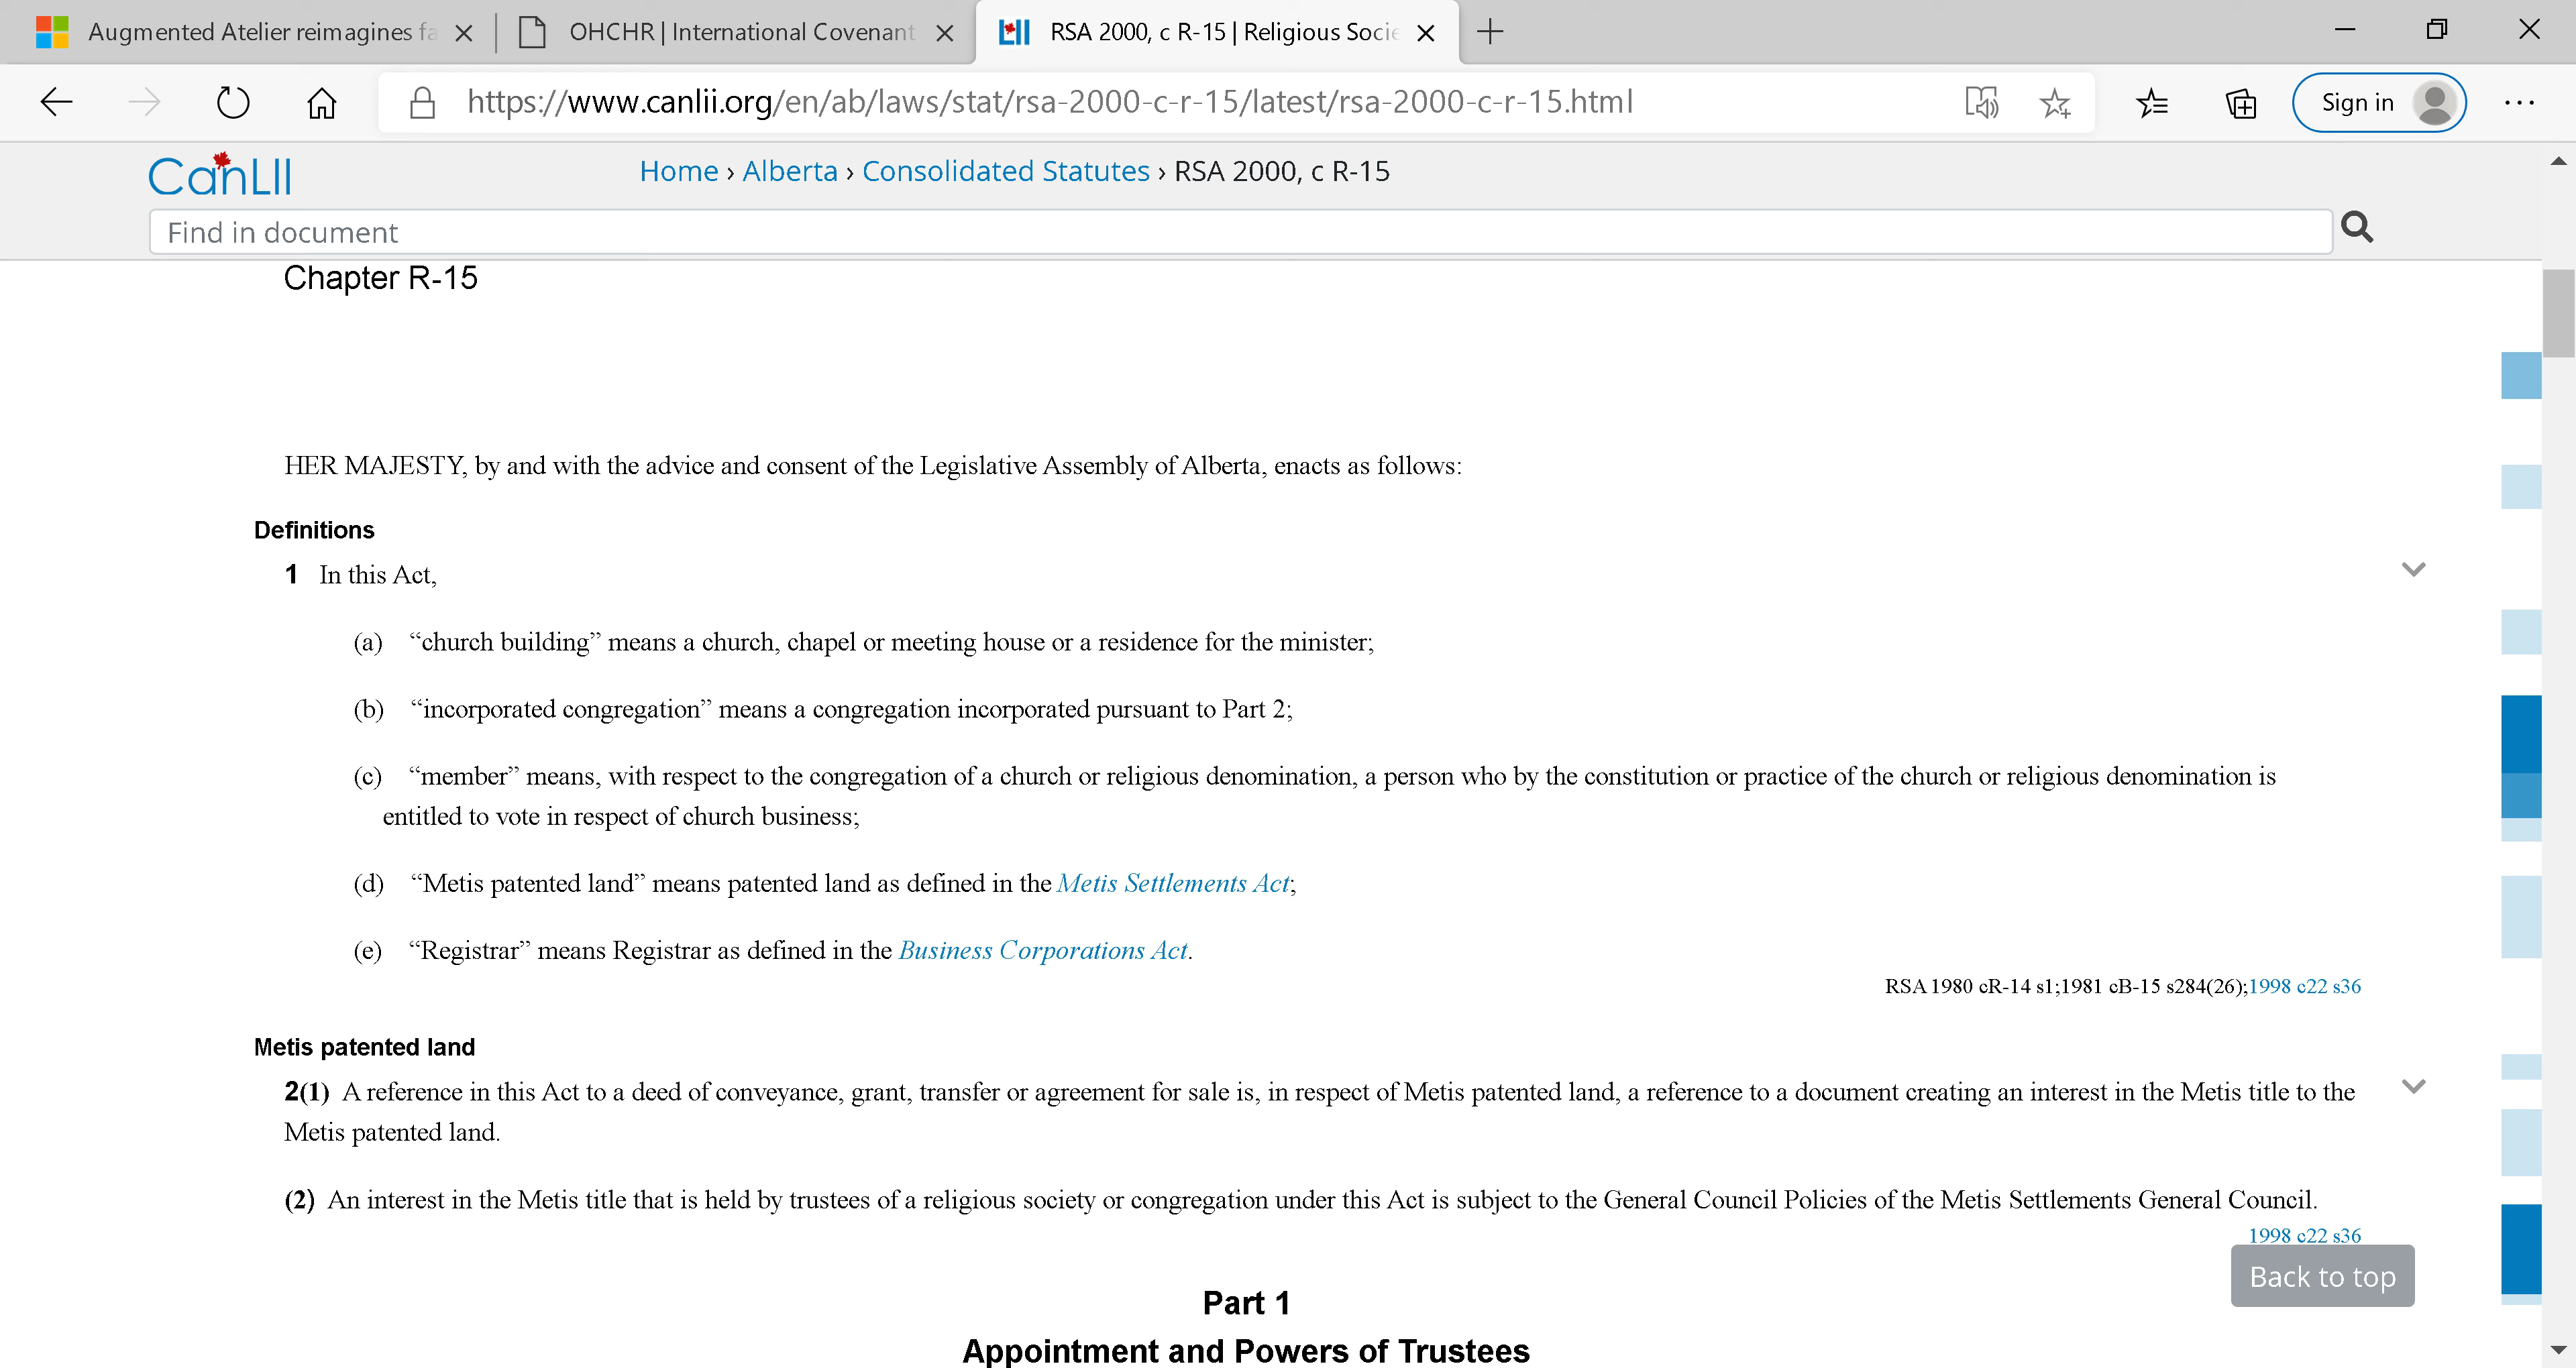 Augmented Atelier reimagines fa
OHCHR | International Covenant
RSA 2000, c R-15 | Religious Socie
https://www.canlii.org/en/ab/laws/stat/rsa-2000-c-r-15/latest/rsa-2000-c-r-15.html
Sign in
CanLII
Home › Alberta › Consolidated Statutes › RSA 2000, c R-15
Find in document
Chapter R-15
HER MAJESTY, by and with the advice and consent of the Legislative Assembly of Alberta, enacts as follows:
Definitions
1 In this Act,
(a) “church building” means a church, chapel or meeting house or a residence for the minister;
(b) “incorporated congregation” means a congregation incorporated pursuant to Part 2;
(c) “member” means, with respect to the congregation of a church or religious denomination, a person who by the constitution or practice of the church or religious denomination is
entitled to vote in respect of church business;
(d) “Metis patented land” means patented land as defined in the Metis Settlements Act;
(e) “Registrar” means Registrar as defined in the Business Corporations Act.
RSA 1980 cR-14 s1;1981 cB-15 s284(26);1998 c22 s36
Metis patented land
2(1) A reference in this Act to a deed of conveyance, grant, transfer or agreement for sale is, in respect of Metis patented land, a reference to a document creating an interest in the Metis title to the
Metis patented land.
(2) An interest in the Metis title that is held by trustees of a religious society or congregation under this Act is subject to the General Council Policies of the Metis Settlements General Council.
1998 c22 s36
Back to top
Part 1
Appointment and Powers of Trustees